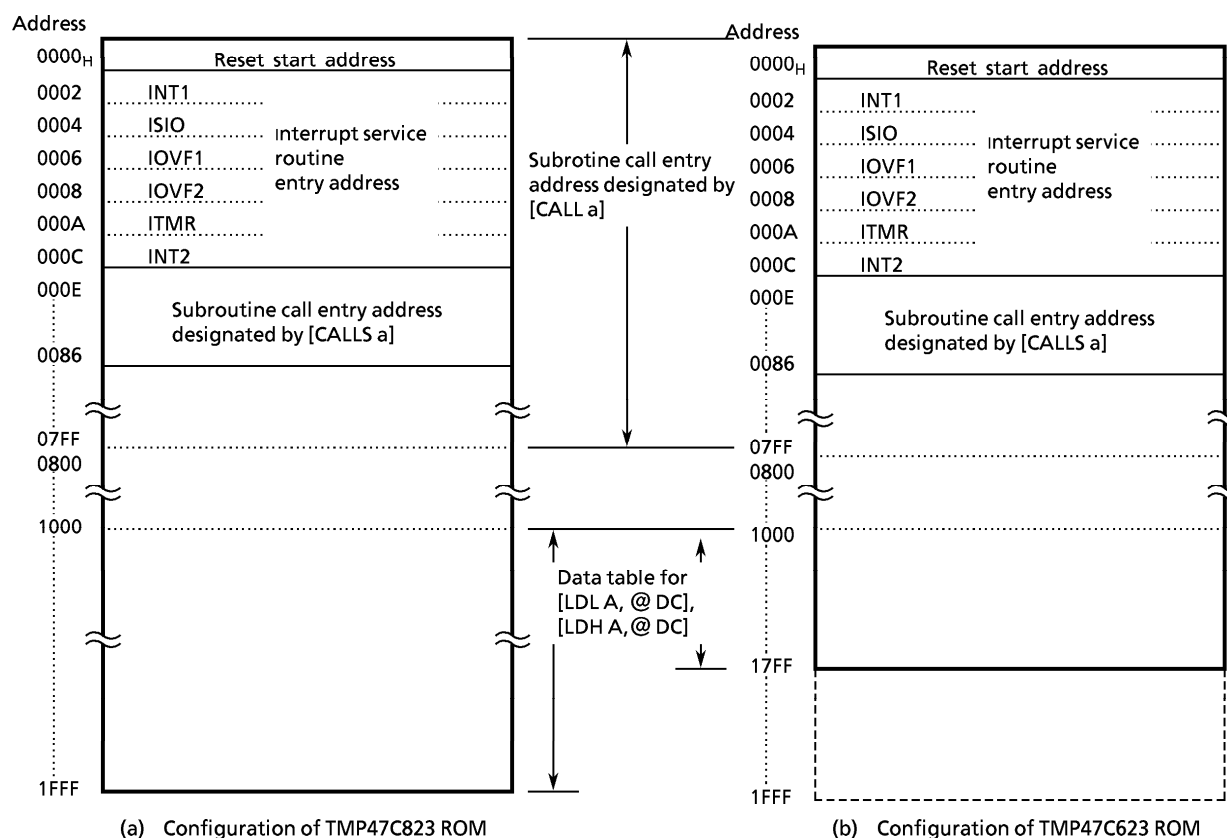 Address
0000H
Reset start address
0002
INT1
0004
ISIO
Interrupt service
routine
entry address
0006
IOVF1
0008
IOVF2
000A
ITMR
000C
INT2
000E
Subroutine call entry address
designated by [CALLS a]
0086
07FF
0800
1000
1FFF
(a) Configuration of TMP47C823 ROM
Subrotine call entry
address designated by
[CALL a]
Data table for
[LDL A, @ DC],
[LDH A, @ DC]
Address
0000H
Reset start address
0002
INT1
0004
ISIO
Interrupt service
routine
entry address
0006
IOVF1
0008
IOVF2
000A
ITMR
000C
INT2
000E
Subroutine call entry address
designated by [CALLS a]
0086
07FF
0800
1000
17FF
1FFF
(b) Configuration of TMP47C623 ROM